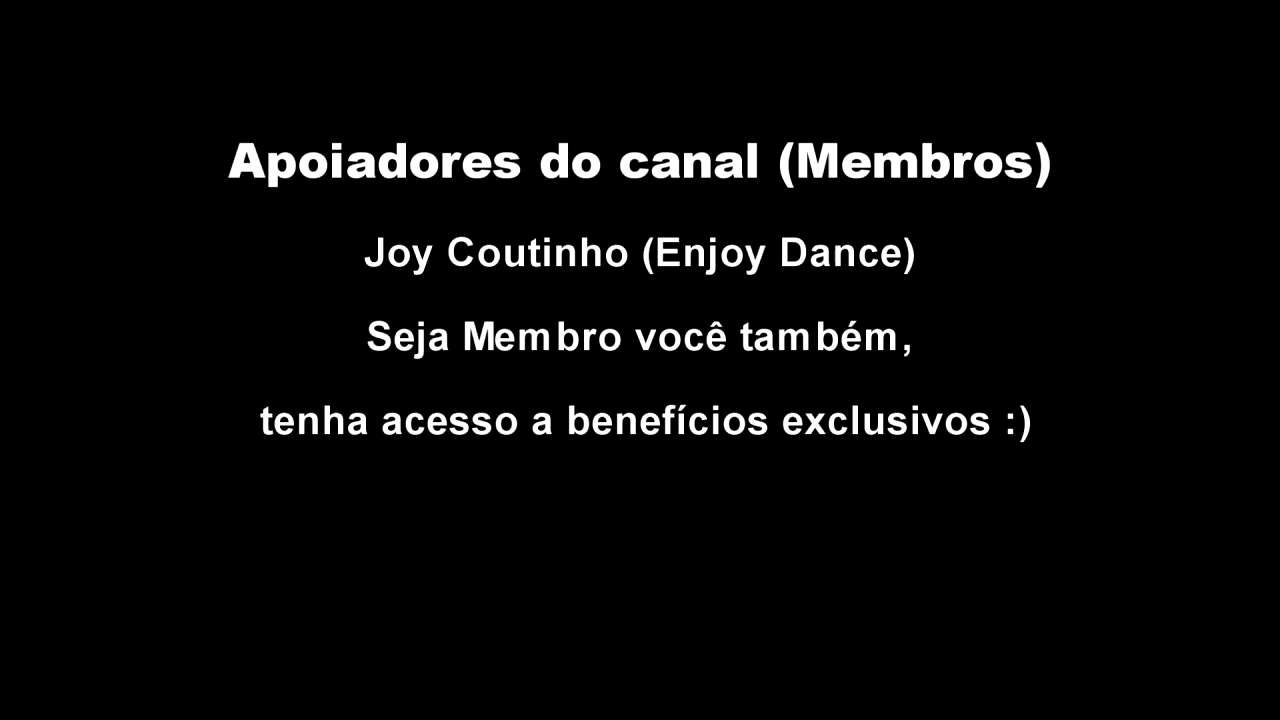 Apoiadores do canal (Membros)
Joy Coutinho (Enjoy Dance)
Seja Membro você também,
tenha acesso a benefícios exclusivos :)